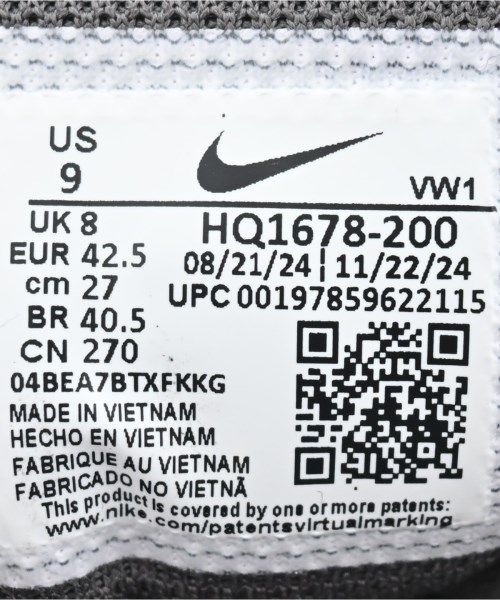 US
9
VW1
UK 8
EUR 42.5
cm 27
BR 40.5
CN 270
HQ1678-200
08/21/24 | 11/22/24
UPC 00197859622115
04BEA7BTXFKKG
MADE IN VIETNAM
HECHO EN VIETNAM
FABRIQUE AU VIETNAM
FABRICADO NO VIETNÃ
This product is covered by one or more patents:
www.nike.com/patentsvirtualmarking